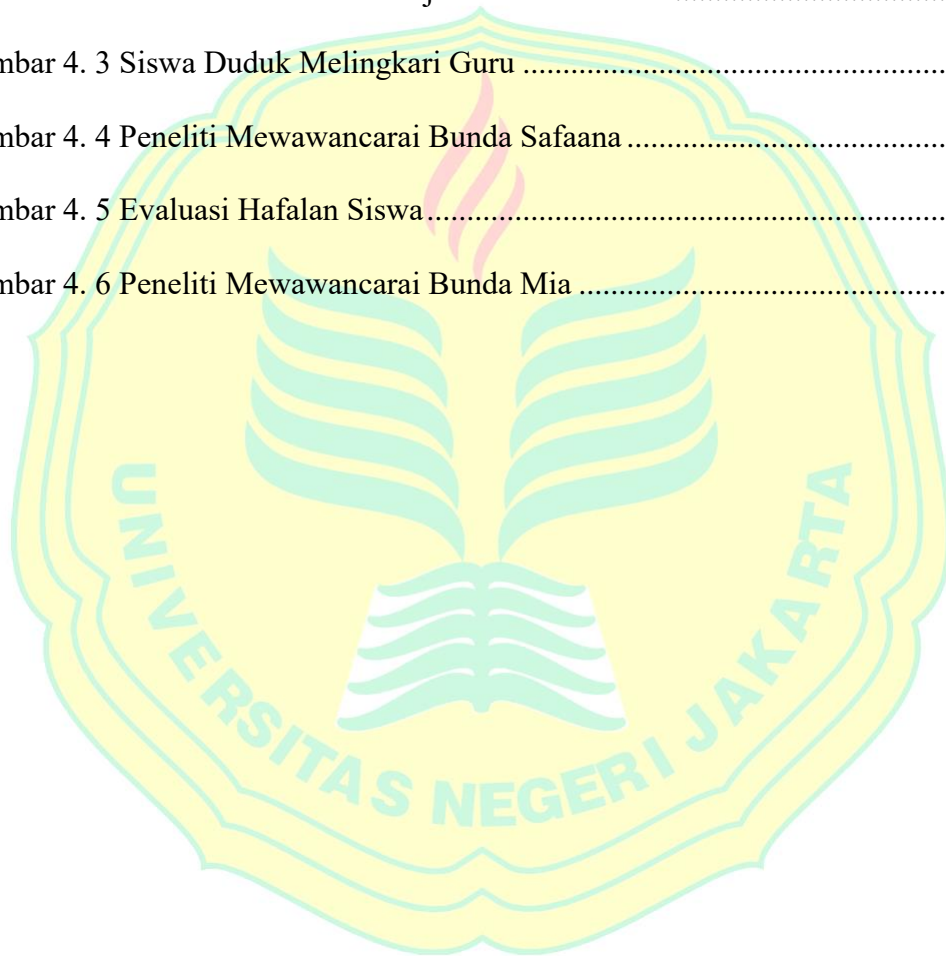 mbar 4. 3 Siswa Duduk Melingkari Guru ....................................................
mbar 4. 4 Peneliti Mewawancarai Bunda Safaana ........................................
mbar 4. 5 Evaluasi Hafalan Siswa................................................................
mbar 4. 6 Peneliti Mewawancarai Bunda Mia .............................................
UNIVERSITAS NEGERI JAKARTA